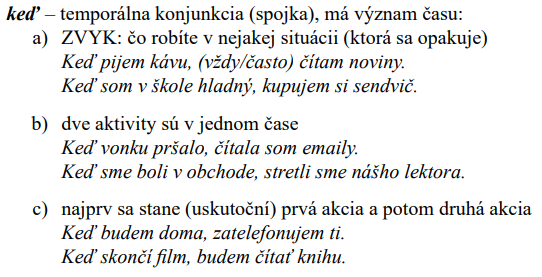 keď – temporálna konjunkcia (spojka), má význam času:
a) ZVYK: čo robíte v nejakej situácii (ktorá sa opakuje)
Keď pijem kávu, (vždy/často) čítam noviny.
Keď som v škole hladný, kupujem si sendvič.
b) dve aktivity sú v jednom čase
Keď vonku pršalo, čítala som emaily.
Keď sme boli v obchode, stretli sme nášho lektora.
c) najprv sa stane (uskutoční) prvá akcia a potom druhá akcia
Keď budem doma, zatelefonujem ti.
Keď skončí film, budem čítať knihu.